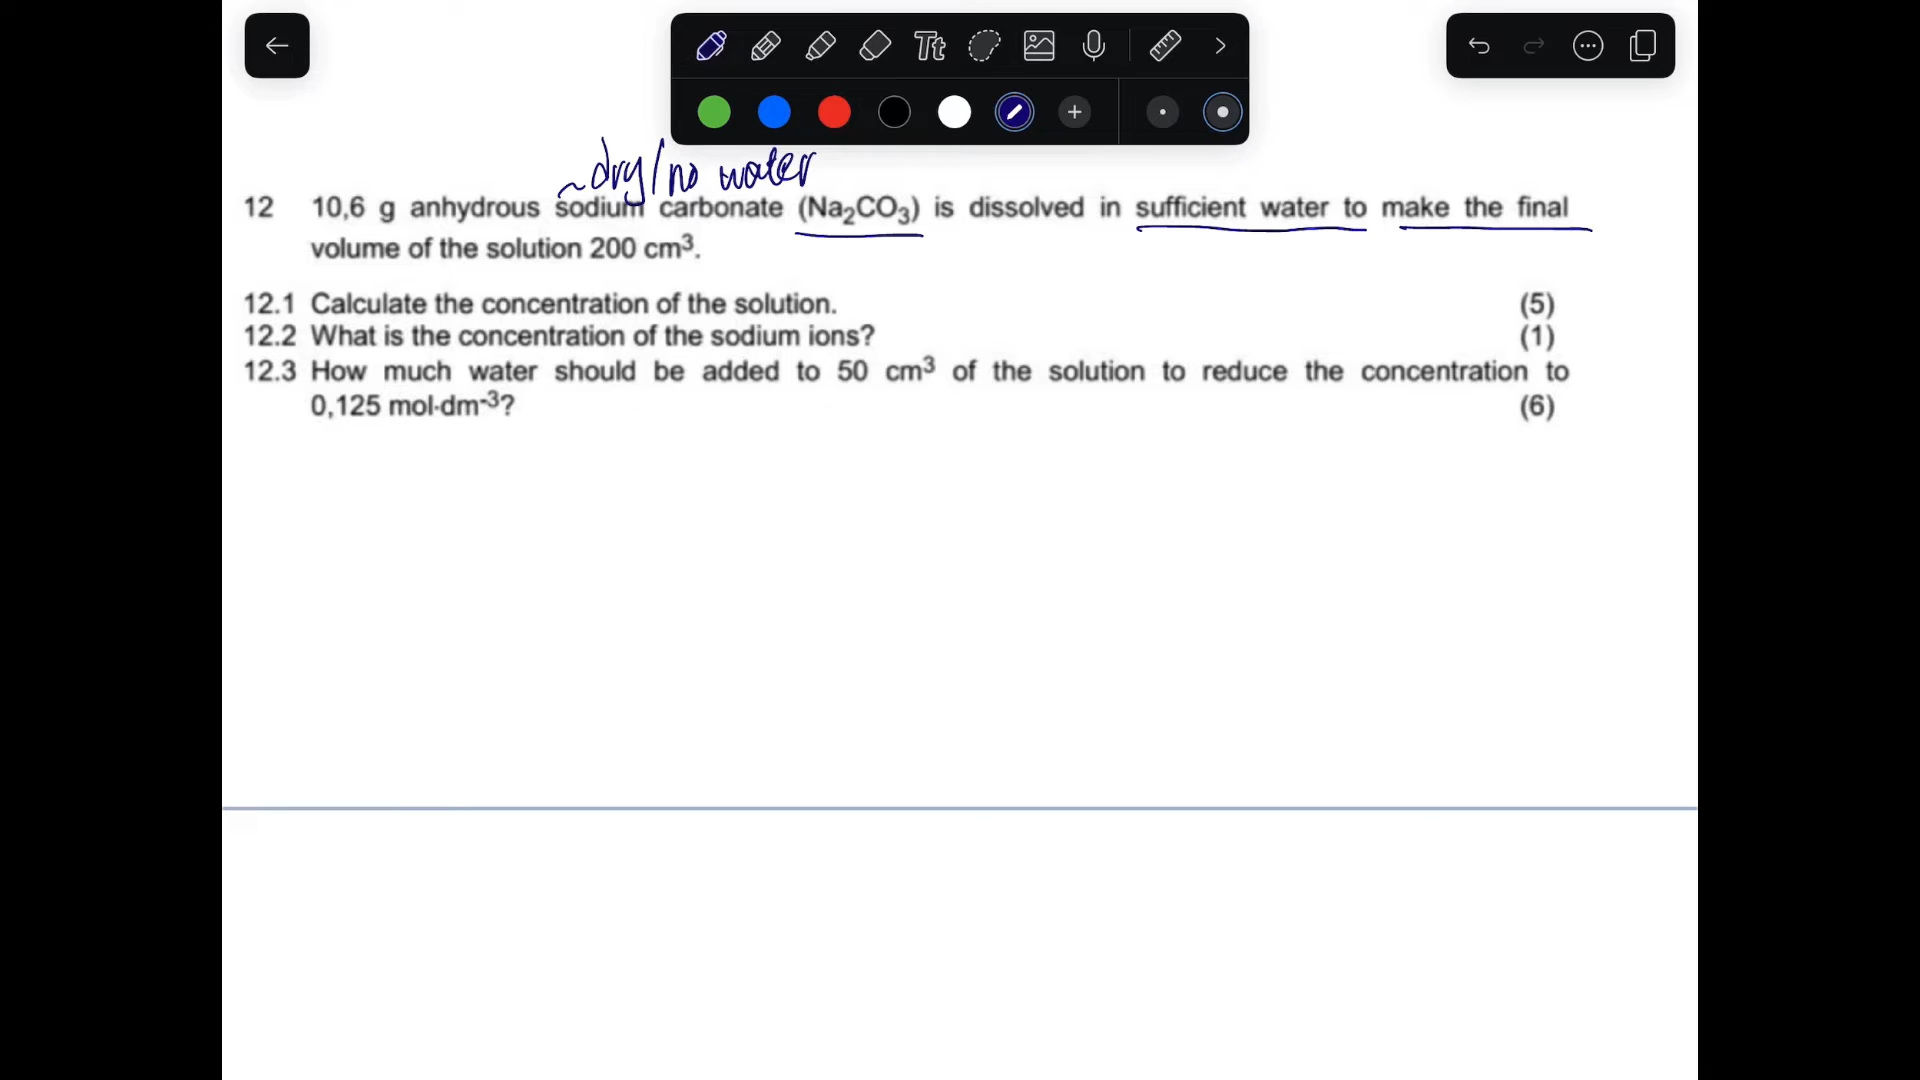 Tt
~dry/no water
12 10,6 g anhydrous sodium carbonate (Na₂CO₃) is dissolved in sufficient water to make the final
volume of the solution 200 cm³.
12.1 Calculate the concentration of the solution. (5)
12.2 What is the concentration of the sodium ions? (1)
12.3 How much water should be added to 50 cm³ of the solution to reduce the concentration to
0,125 mol·dm⁻³? (6)